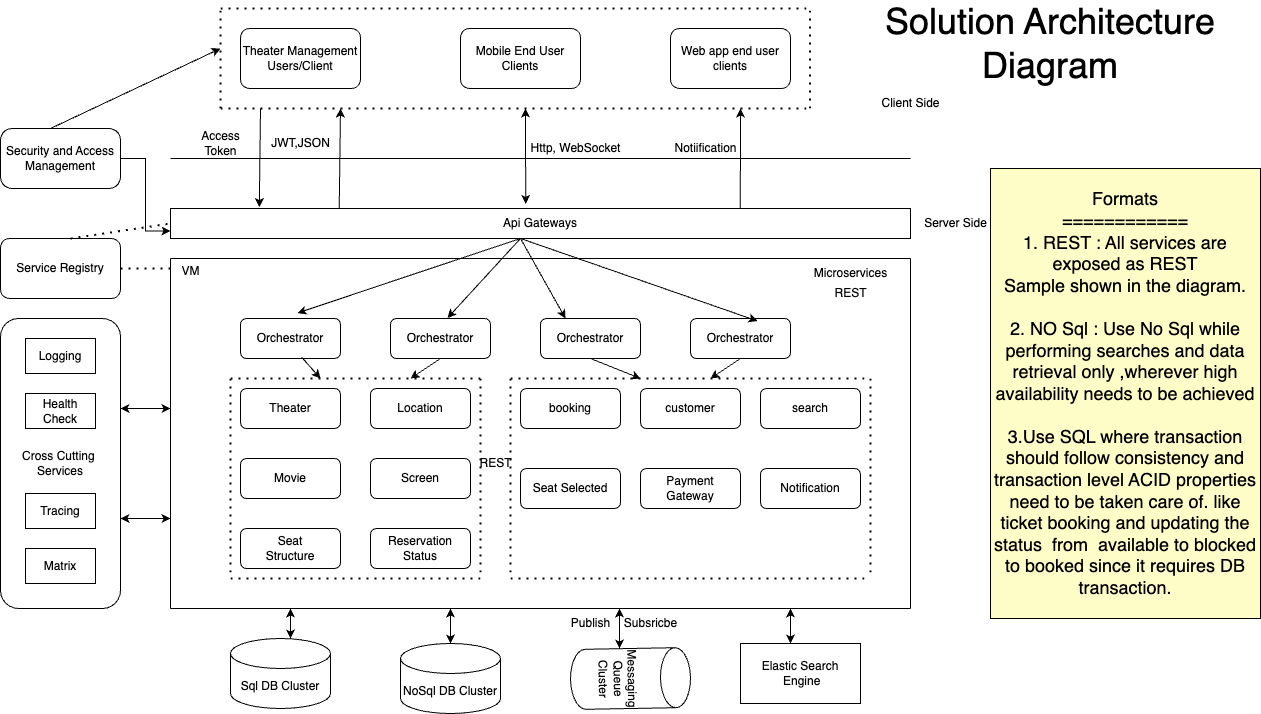 Solution Architecture
Diagram
Theater Management
Users/Client
Mobile End User
Clients
Web app end user
clients
Client Side
Access
Token
JWT,JSON
Http, WebSocket
Notiification
Security and Access
Management
Api Gateways
Server Side
Service Registry
VM
Microservices
REST
Orchestrator
Orchestrator
Orchestrator
Orchestrator
Logging
Health
Check
Cross Cutting
Services
Tracing
Matrix
Theater
Location
Movie
Screen
Seat
Structure
Reservation
Status
REST
booking
customer
search
Seat Selected
Payment
Gateway
Notification
Publish
Subsricbe
Sql DB Cluster
NoSql DB Cluster
Messaging
Queue
Cluster
Elastic Search
Engine
Formats
============
1. REST : All services are
exposed as REST
Sample shown in the diagram.
2. NO Sql : Use No Sql while
performing searches and data
retrieval only ,wherever high
availability needs to be achieved
3.Use SQL where transaction
should follow consistency and
transaction level ACID properties
need to be taken care of. like
ticket booking and updating the
status from available to blocked
to booked since it requires DB
transaction.